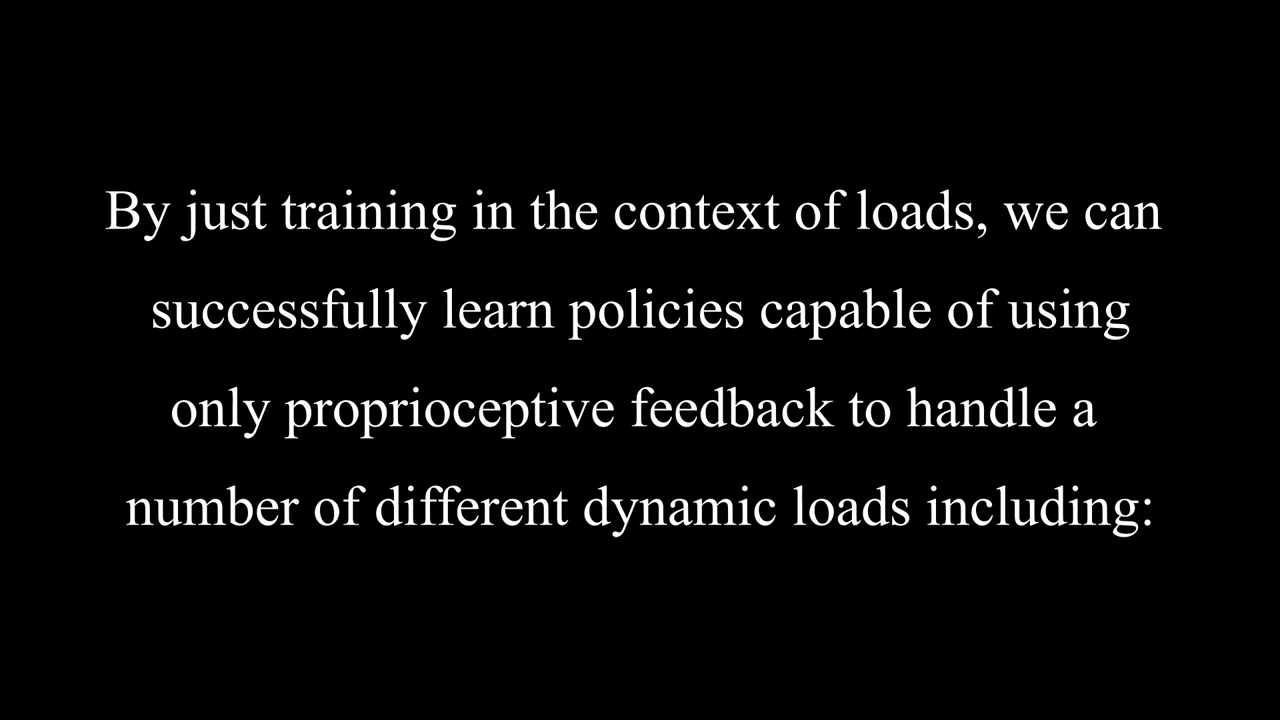 By just training in the context of loads, we can
successfully learn policies capable of using
only proprioceptive feedback to handle a
number of different dynamic loads including: